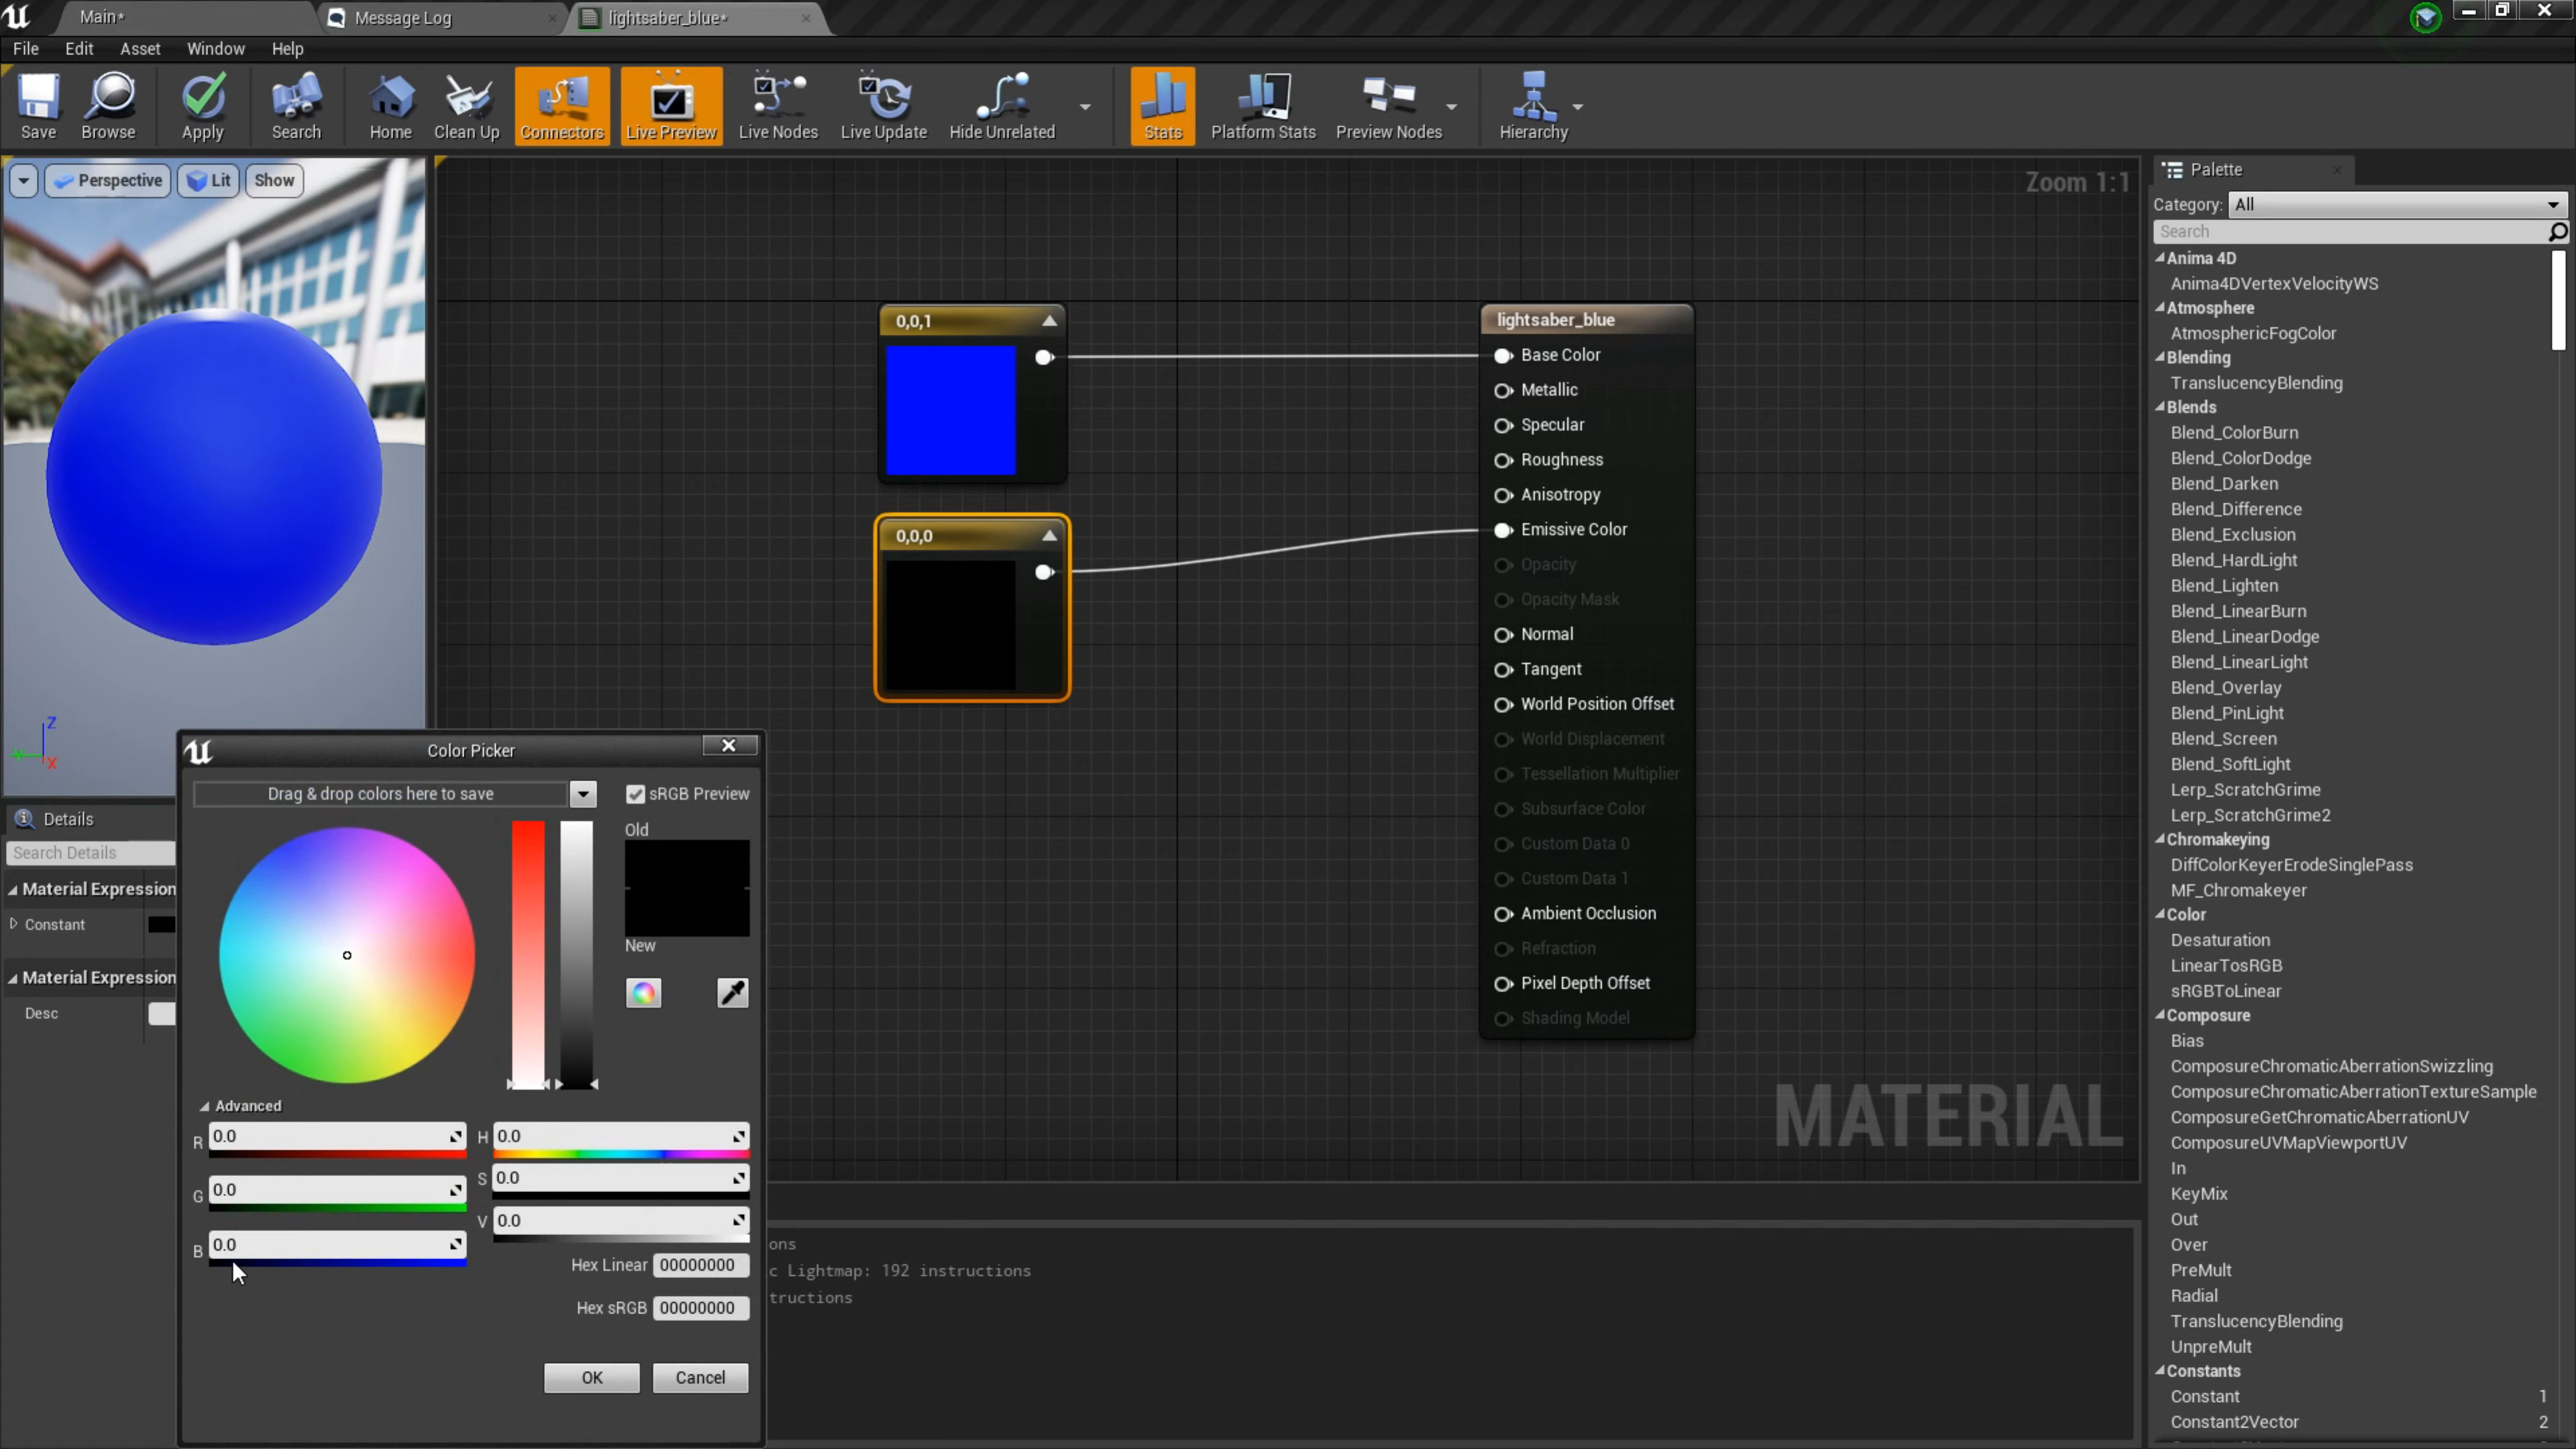 Main*
Message Log
lightsaber_blue*
File Edit Asset Window Help
Save Browse Apply Search Home Clean Up Connectors Live Preview Live Nodes Live Update Hide Unrelated Stats Platform Stats Preview Nodes Hierarchy
Perspective Lit Show
Z
X
Zoom 1:1
0,0,1
0,0,0
lightsaber_blue
Base Color
Metallic
Specular
Roughness
Anisotropy
Emissive Color
Opacity
Opacity Mask
Normal
Tangent
World Position Offset
World Displacement
Tessellation Multiplier
Subsurface Color
Custom Data 0
Custom Data 1
Ambient Occlusion
Refraction
Pixel Depth Offset
Shading Model
MATERIAL
Details
Search Details
Material Expression
Constant
Material Expression
Desc
Color Picker
Drag & drop colors here to save
sRGB Preview
Old
New
Advanced
R 0.0
G 0.0
B 0.0
H 0.0
S 0.0
V 0.0
Hex Linear 00000000
Hex sRGB 00000000
OK Cancel
ons
c Lightmap: 192 instructions
tructions
Palette
Category: All
Search
Anima 4D
Anima4DVertexVelocityWS
Atmosphere
AtmosphericFogColor
Blending
TranslucencyBlending
Blends
Blend_ColorBurn
Blend_ColorDodge
Blend_Darken
Blend_Difference
Blend_Exclusion
Blend_HardLight
Blend_Lighten
Blend_LinearBurn
Blend_LinearDodge
Blend_LinearLight
Blend_Overlay
Blend_PinLight
Blend_Screen
Blend_SoftLight
Lerp_ScratchGrime
Lerp_ScratchGrime2
Chromakeying
DiffColorKeyerErodeSinglePass
MF_Chromakeyer
Color
Desaturation
LinearTosRGB
sRGBToLinear
Composure
Bias
ComposureChromaticAberrationSwizzling
ComposureChromaticAberrationTextureSample
ComposureGetChromaticAberrationUV
ComposureUVMapViewportUV
In
KeyMix
Out
Over
PreMult
Radial
TranslucencyBlending
UnpreMult
Constants
Constant 1
Constant2Vector 2